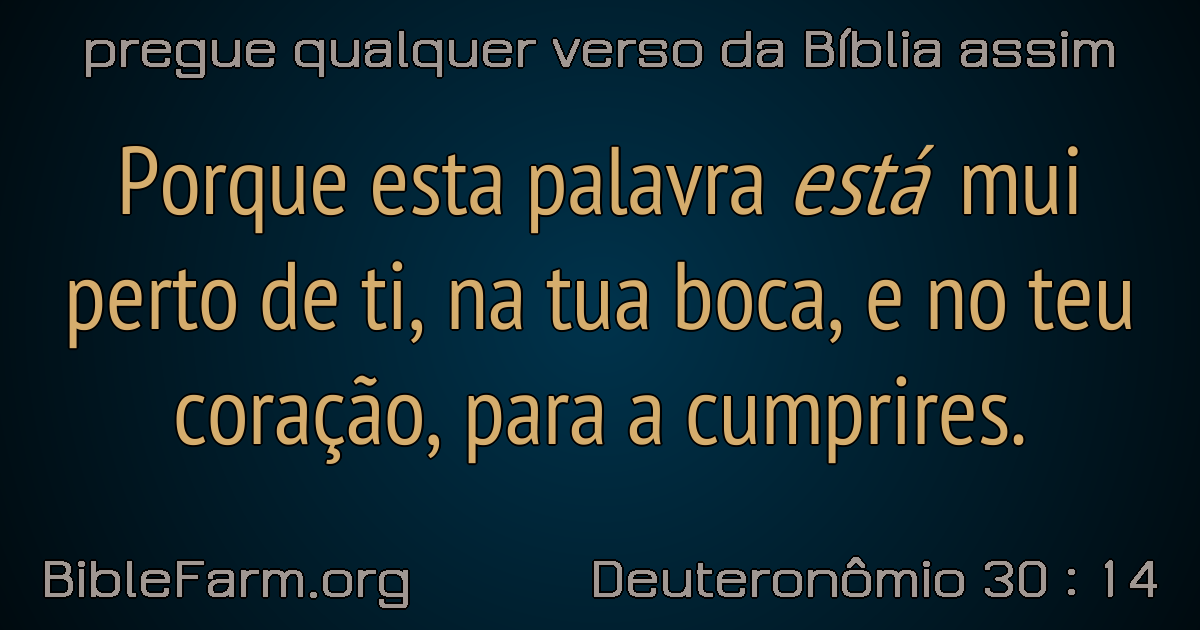 pregue qualquer verso da Bíblia assim
Porque esta palavra está mui
perto de ti, na tua boca, e no teu
coração, para a cumprires.
BibleFarm.org
Deuteronômio 30 : 14